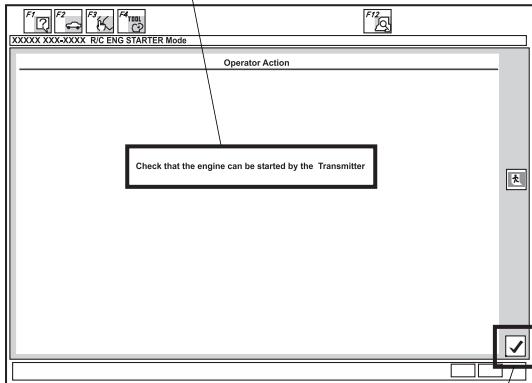 F1 F2 F3 F4 TOOL F12
XXXXX XXX-XXXX R/C ENG STARTER Mode
Operator Action
Check that the engine can be started by the Transmitter